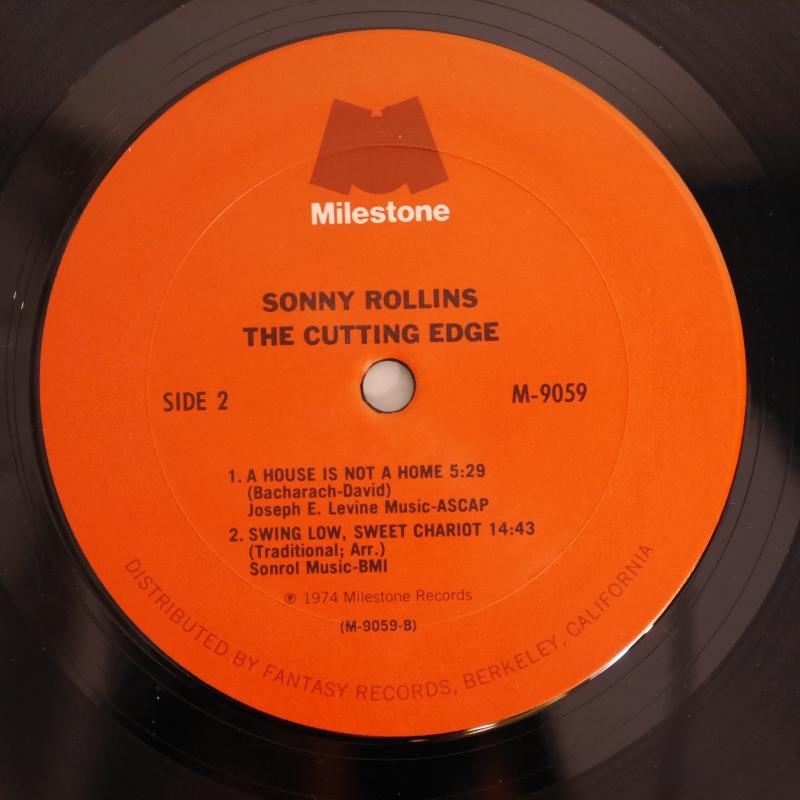 Milestone
SONNY ROLLINS
THE CUTTING EDGE
SIDE 2
M-9059
1. A HOUSE IS NOT A HOME 5:29
(Bacharach-David)
Joseph E. Levine Music-ASCAP
2. SWING LOW, SWEET CHARIOT 14:43
(Traditional; Arr.)
Sonrol Music-BMI
℗ 1974 Milestone Records
(M-9059-B)
DISTRIBUTED BY FANTASY RECORDS, BERKELEY, CALIFORNIA